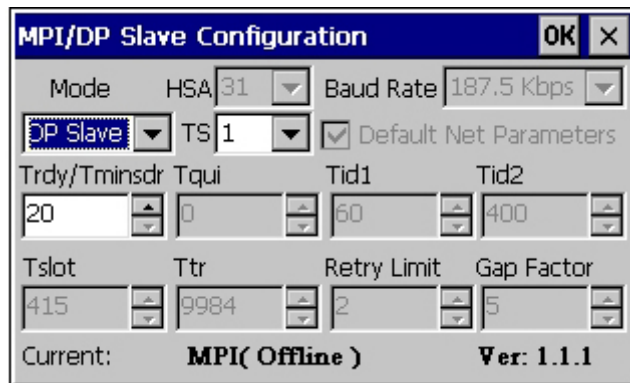 MPI/DP Slave Configuration OK ×
Mode HSA 31 Baud Rate 187.5 Kbps
DP Slave TS 1 Default Net Parameters
Trdy/Tminsdr Tqui Tid1 Tid2
20 0 60 400
Tslot Ttr Retry Limit Gap Factor
415 9984 2 5
Current: MPI( Offline ) Ver: 1.1.1